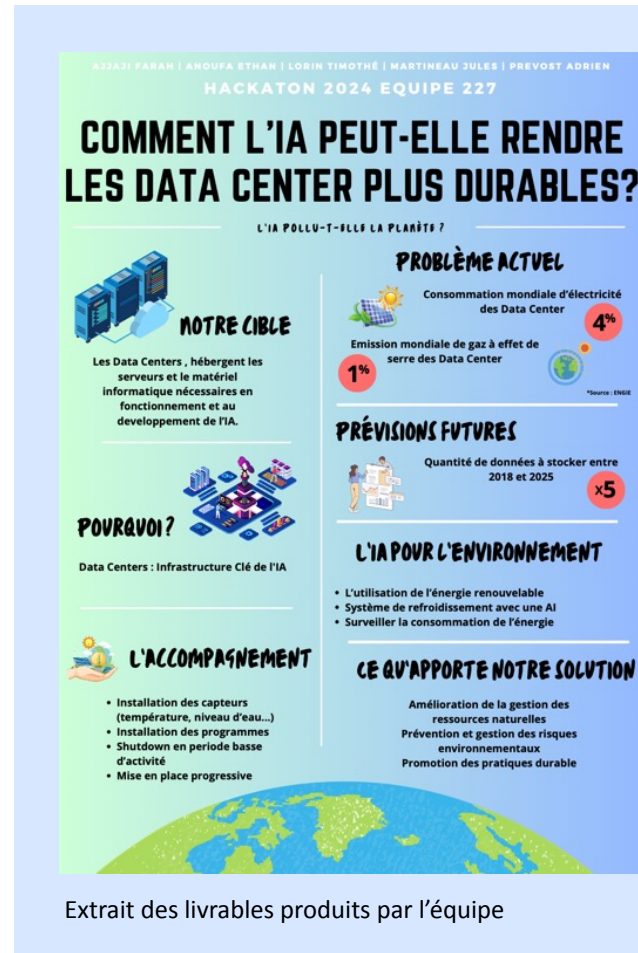 AJJAJI FARAH | ANOUFA ETHAN | LORIN TIMOTHÉ | MARTINEAU JULES | PREVOST ADRIEN
HACKATON 2024 EQUIPE 227
COMMENT L'IA PEUT-ELLE RENDRE
LES DATA CENTER PLUS DURABLES?
L'IA POLLU-T-ELLE LA PLANÈTE ?
NOTRE CIBLE
Les Data Centers , hébergent les
serveurs et le matériel
informatique nécessaires en
fonctionnement et au
developpement de l'IA.
POURQUOI ?
Data Centers : Infrastructure Clé de l'IA
L'ACCOMPAGNEMENT
• Installation des capteurs
(température, niveau d'eau...)
• Installation des programmes
• Shutdown en periode basse
d'activité
• Mise en place progressive
PROBLÈME ACTUEL
Consommation mondiale d'électricité
des Data Center
4%
Emission mondiale de gaz à effet de
serre des Data Center
1%
*Source : ENGIE
PRÉVISIONS FUTURES
Quantité de données à stocker entre
2018 et 2025
x5
L'IA POUR L'ENVIRONNEMENT
• L'utilisation de l'énergie renouvelable
• Système de refroidissement avec une AI
• Surveiller la consommation de l'énergie
CE QU'APPORTE NOTRE SOLUTION
Amélioration de la gestion des
ressources naturelles
Prévention et gestion des risques
environnementaux
Promotion des pratiques durable
Extrait des livrables produits par l'équipe